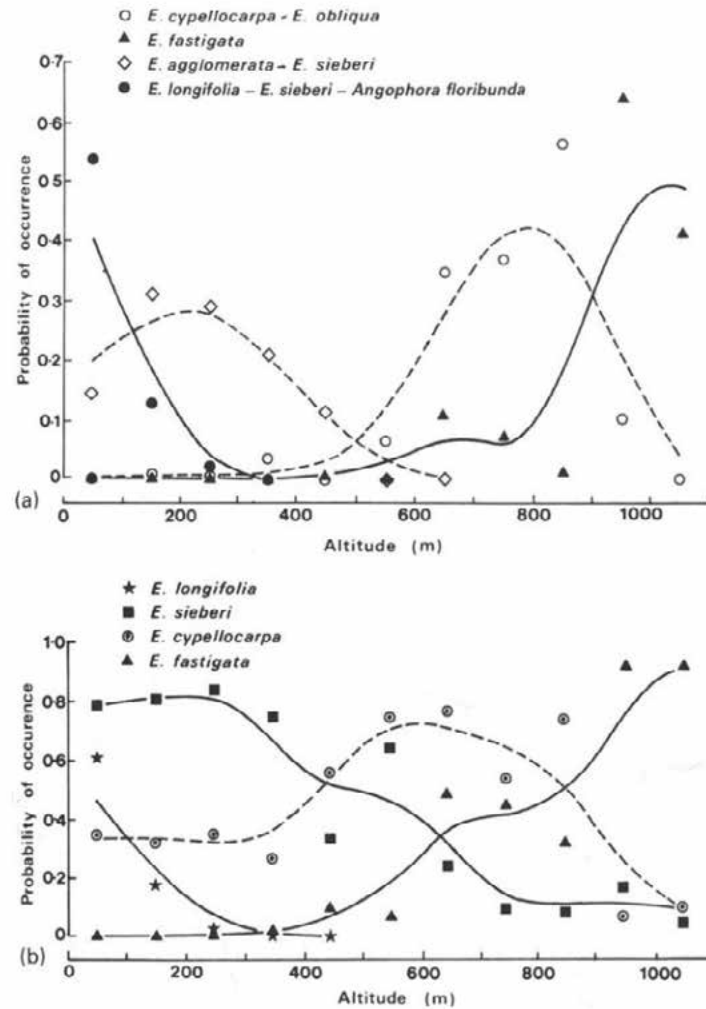 E. cypellocarpa - E. obliqua
E. fastigata
E. agglomerata - E. sieberi
E. longifolia - E. sieberi - Angophora floribunda
Probability of occurrence
0·7
0·6
0·5
0·4
0·3
0·2
0·1
0
(a)
0 200 400 600 800 1000
Altitude (m)
E. longifolia
E. sieberi
E. cypellocarpa
E. fastigata
Probability of occurence
1·0
0·8
0·6
0·4
0·2
0
(b)
0 200 400 600 800 1000
Altitude (m)